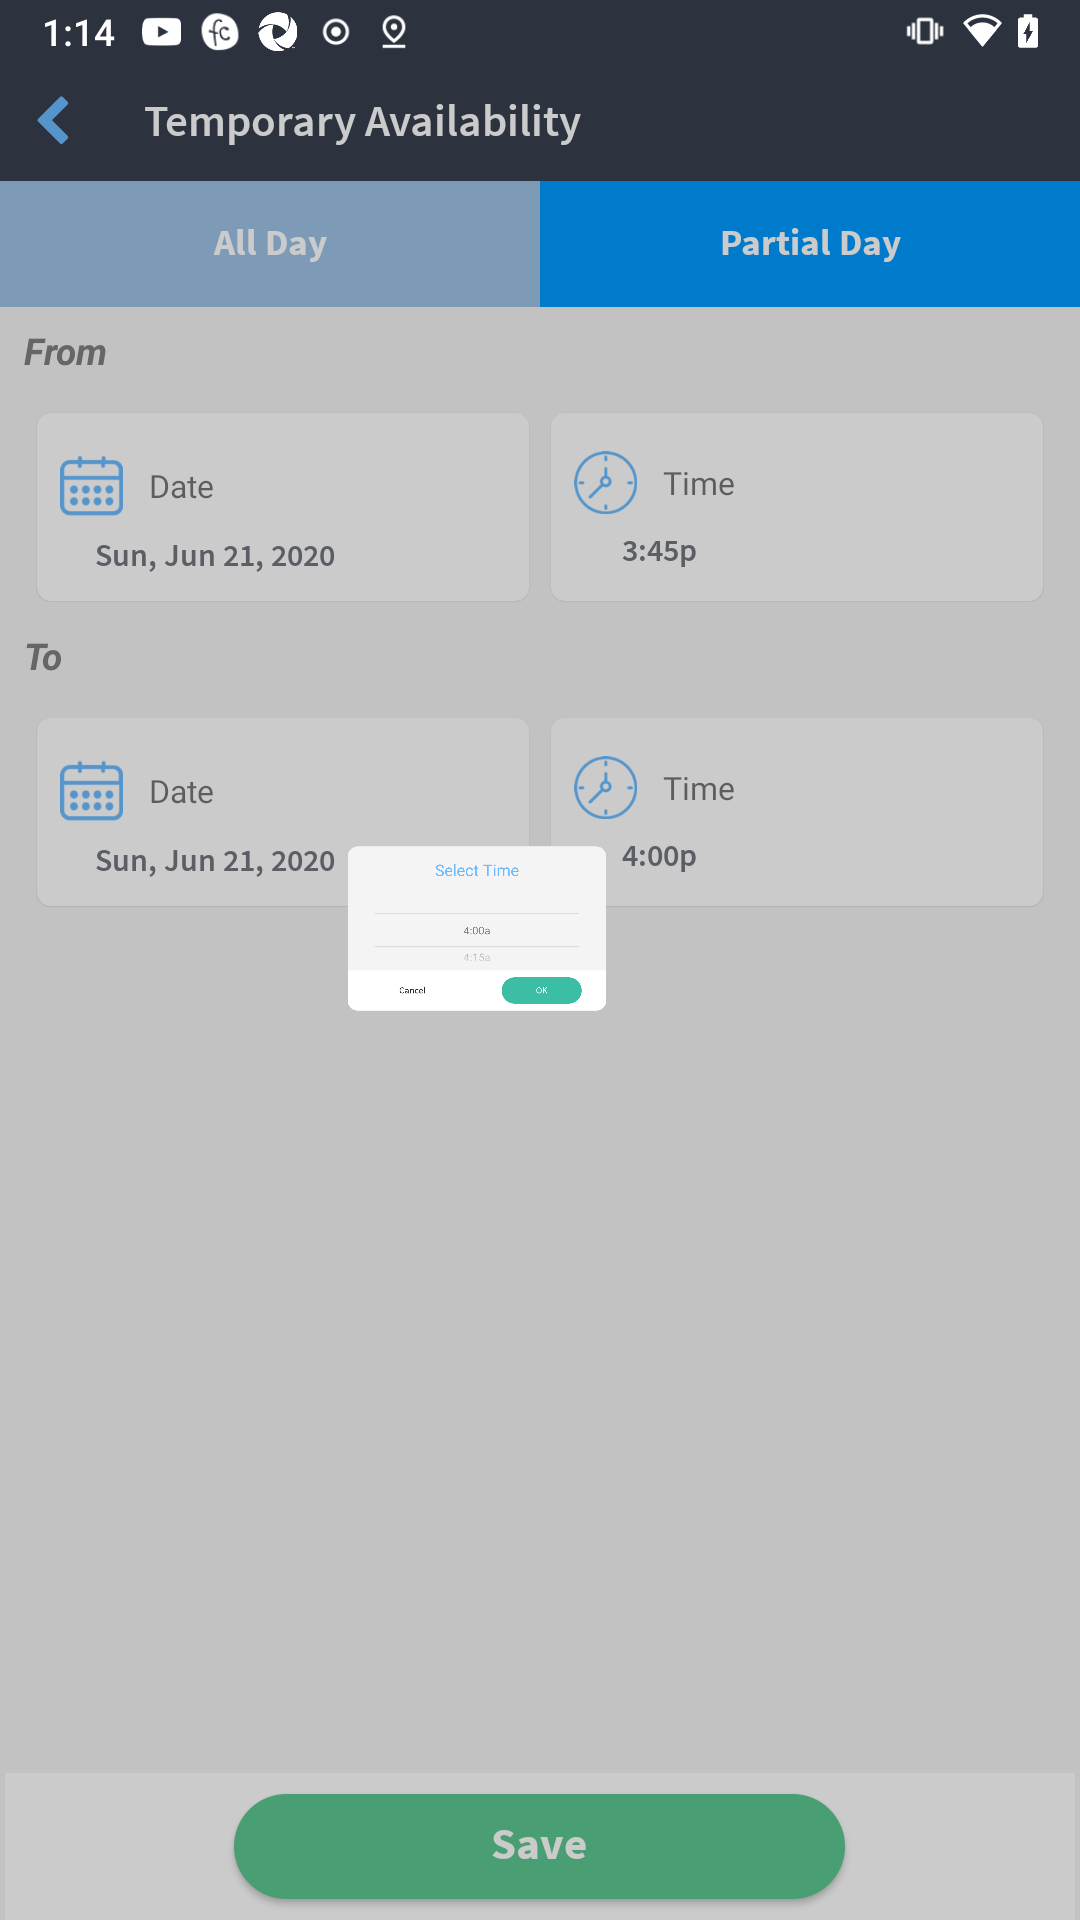 1:14
Temporary Availability
All Day
Partial Day
From
Date
Time
Sun, Jun 21, 2020
3:45p
To
Date
Time
Sun, Jun 21, 2020
4:00p
Select Time
4:00a
4:15a
Cancel
OK
Save